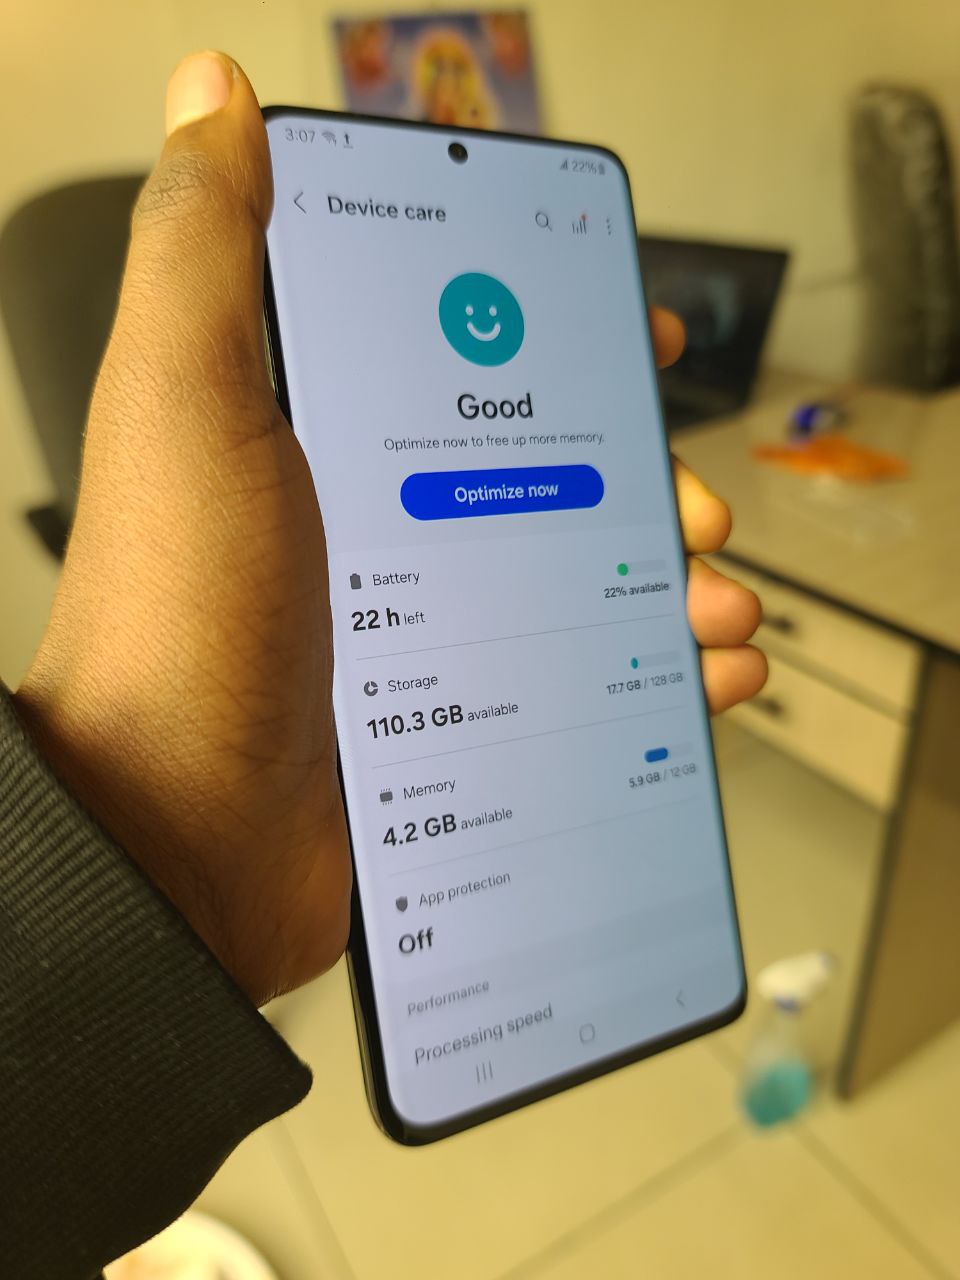 3:07
22%
Device care
Good
Optimize now to free up more memory.
Optimize now
Battery
22 h left
22% available
Storage
110.3 GB available
17.7 GB / 128 GB
Memory
4.2 GB available
5.9 GB / 12 GB
App protection
Off
Performance
Processing speed